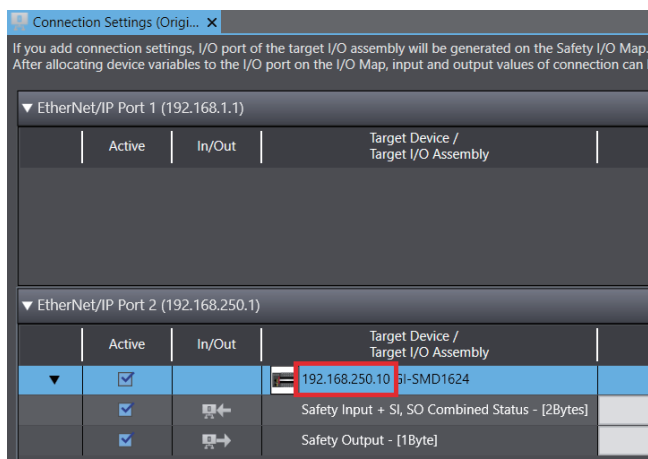 Connection Settings (Origi... ×
If you add connection settings, I/O port of the target I/O assembly will be generated on the Safety I/O Map.
After allocating device variables to the I/O port on the I/O Map, input and output values of connection can
▼ EtherNet/IP Port 1 (192.168.1.1)
Active In/Out Target Device /
Target I/O Assembly
▼ EtherNet/IP Port 2 (192.168.250.1)
Active In/Out Target Device /
Target I/O Assembly
▼ 192.168.250.10 GI-SMD1624
Safety Input + SI, SO Combined Status - [2Bytes]
Safety Output - [1Byte]